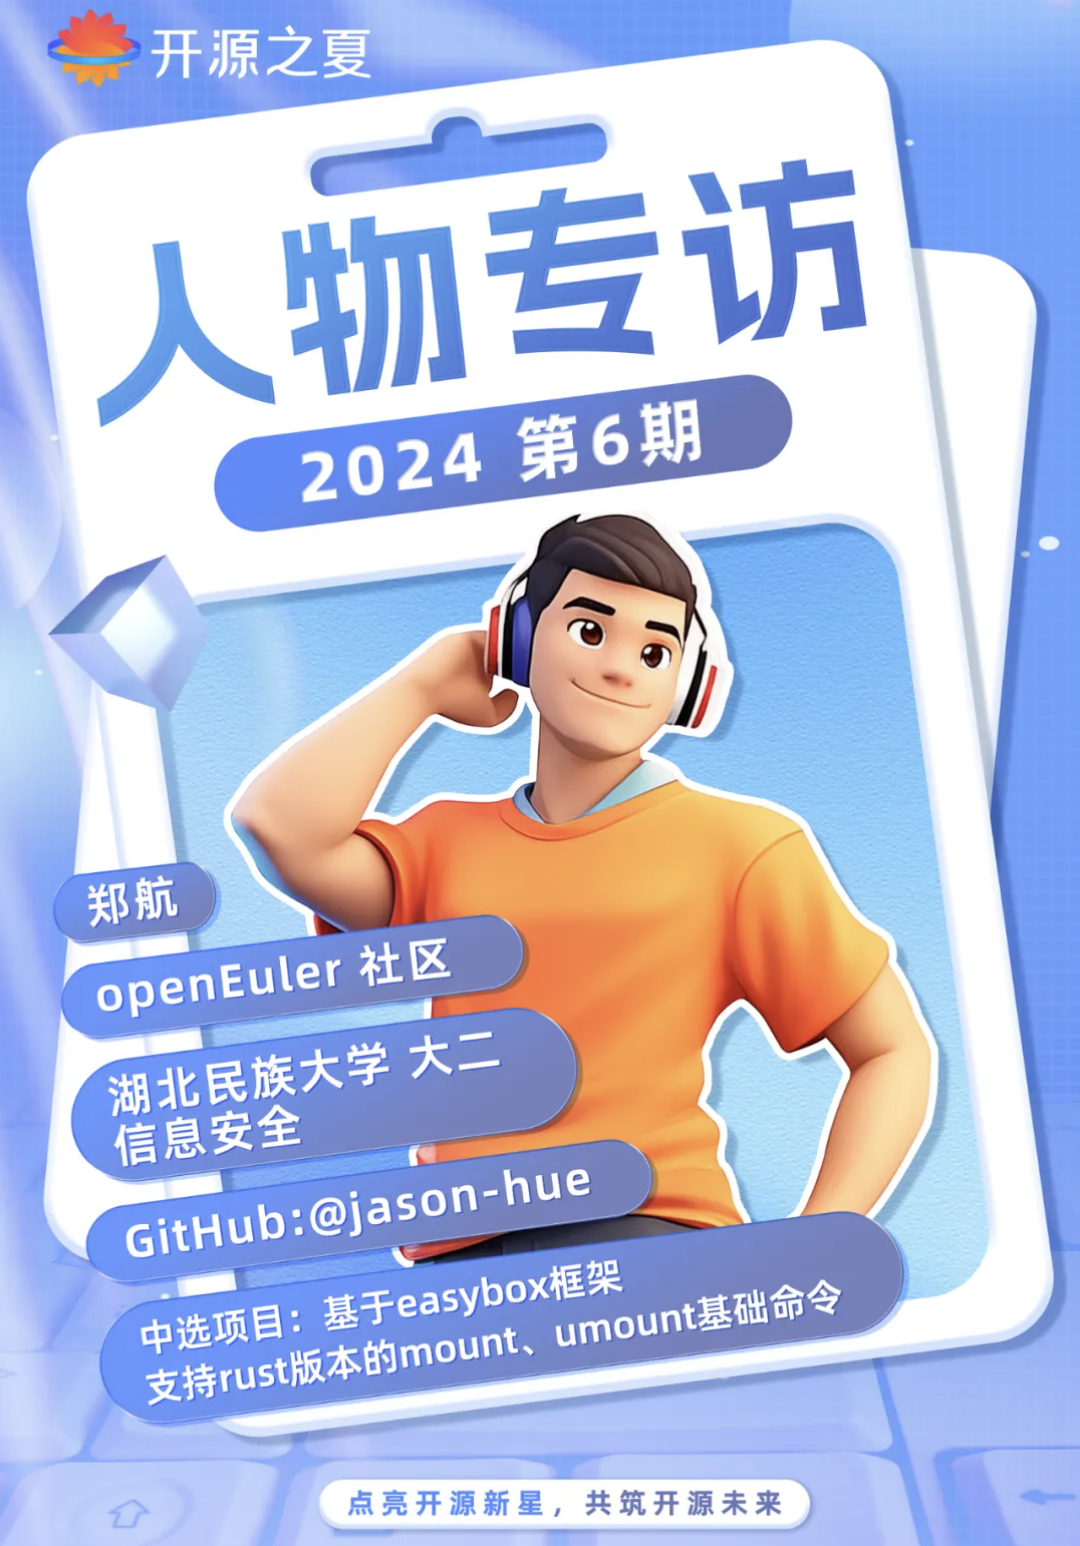 开源之夏
人物专访
2024 第6期
郑航
openEuler 社区
湖北民族大学 大二
信息安全
GitHub:@jason-hue
中选项目：基于easybox框架
支持rust版本的mount、umount基础命令
点亮开源新星，共筑开源未来